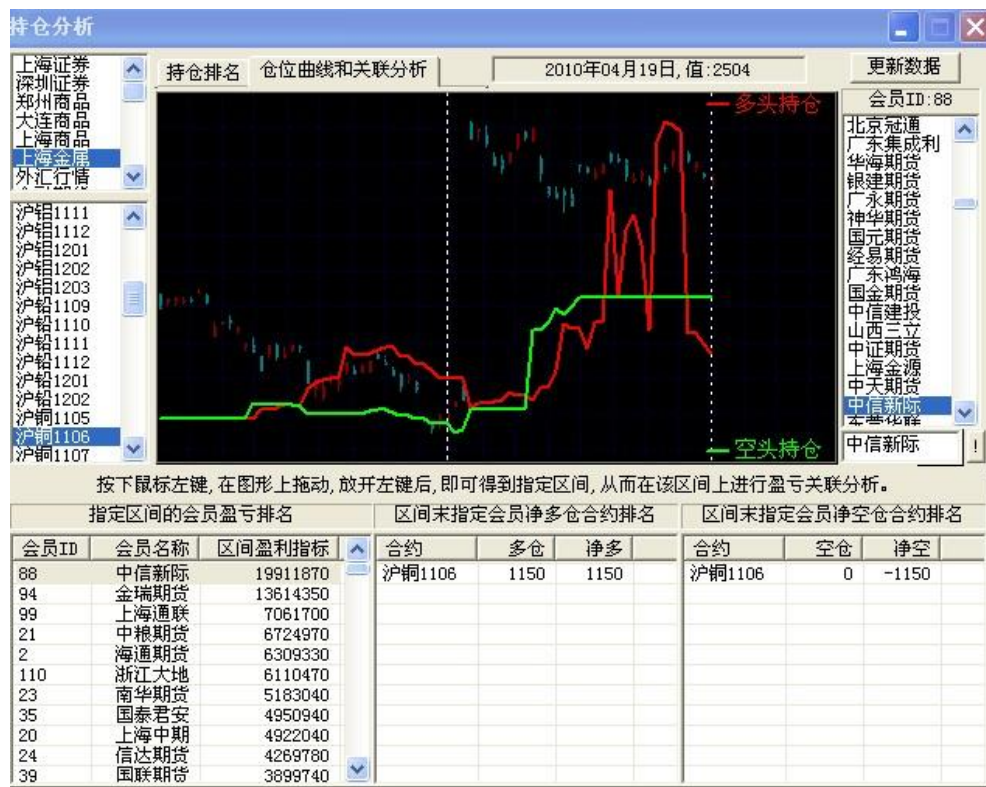 持仓分析
上海证券
深圳证券
郑州商品
大连商品
上海商品
上海金属
外汇行情
沪铝1111
沪铝1112
沪铝1201
沪铝1202
沪铝1203
沪铅1109
沪铅1110
沪铅1111
沪铅1112
沪铅1201
沪铅1202
沪铜1105
沪铜1106
沪铜1107
持仓排名 仓位曲线和关联分析 2010年04月19日,值:2504 更新数据
多头持仓
空头持仓
会员ID:88
北京冠通
广东集成利
华海期货
银建期货
广永期货
神华期货
国元期货
经易期货
广东鸿海
国金期货
中信建投
山西三立
中证期货
上海金源
中天期货
中信新际
中信新际 !
按下鼠标左键,在图形上拖动,放开左键后,即可得到指定区间,从而在该区间上进行盈亏关联分析。
指定区间的会员盈亏排名 区间末指定会员净多仓合约排名 区间末指定会员净空仓合约排名
会员ID 会员名称 区间盈利指标 合约 多仓 净多 合约 空仓 净空
88 中信新际 19911870 沪铜1106 1150 1150 沪铜1106 0 -1150
94 金瑞期货 13614350
99 上海通联 7061700
21 中粮期货 6724970
2 海通期货 6309330
110 浙江大地 6110470
23 南华期货 5183040
35 国泰君安 4950940
20 上海中期 4922040
24 信达期货 4269780
39 国联期货 3899740